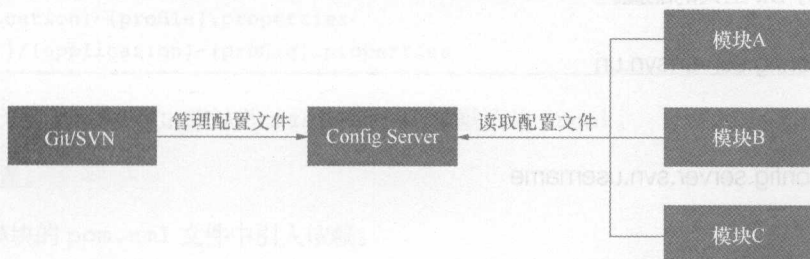 模块A
Git/SVN
管理配置文件
Config Server
读取配置文件
模块B
模块C